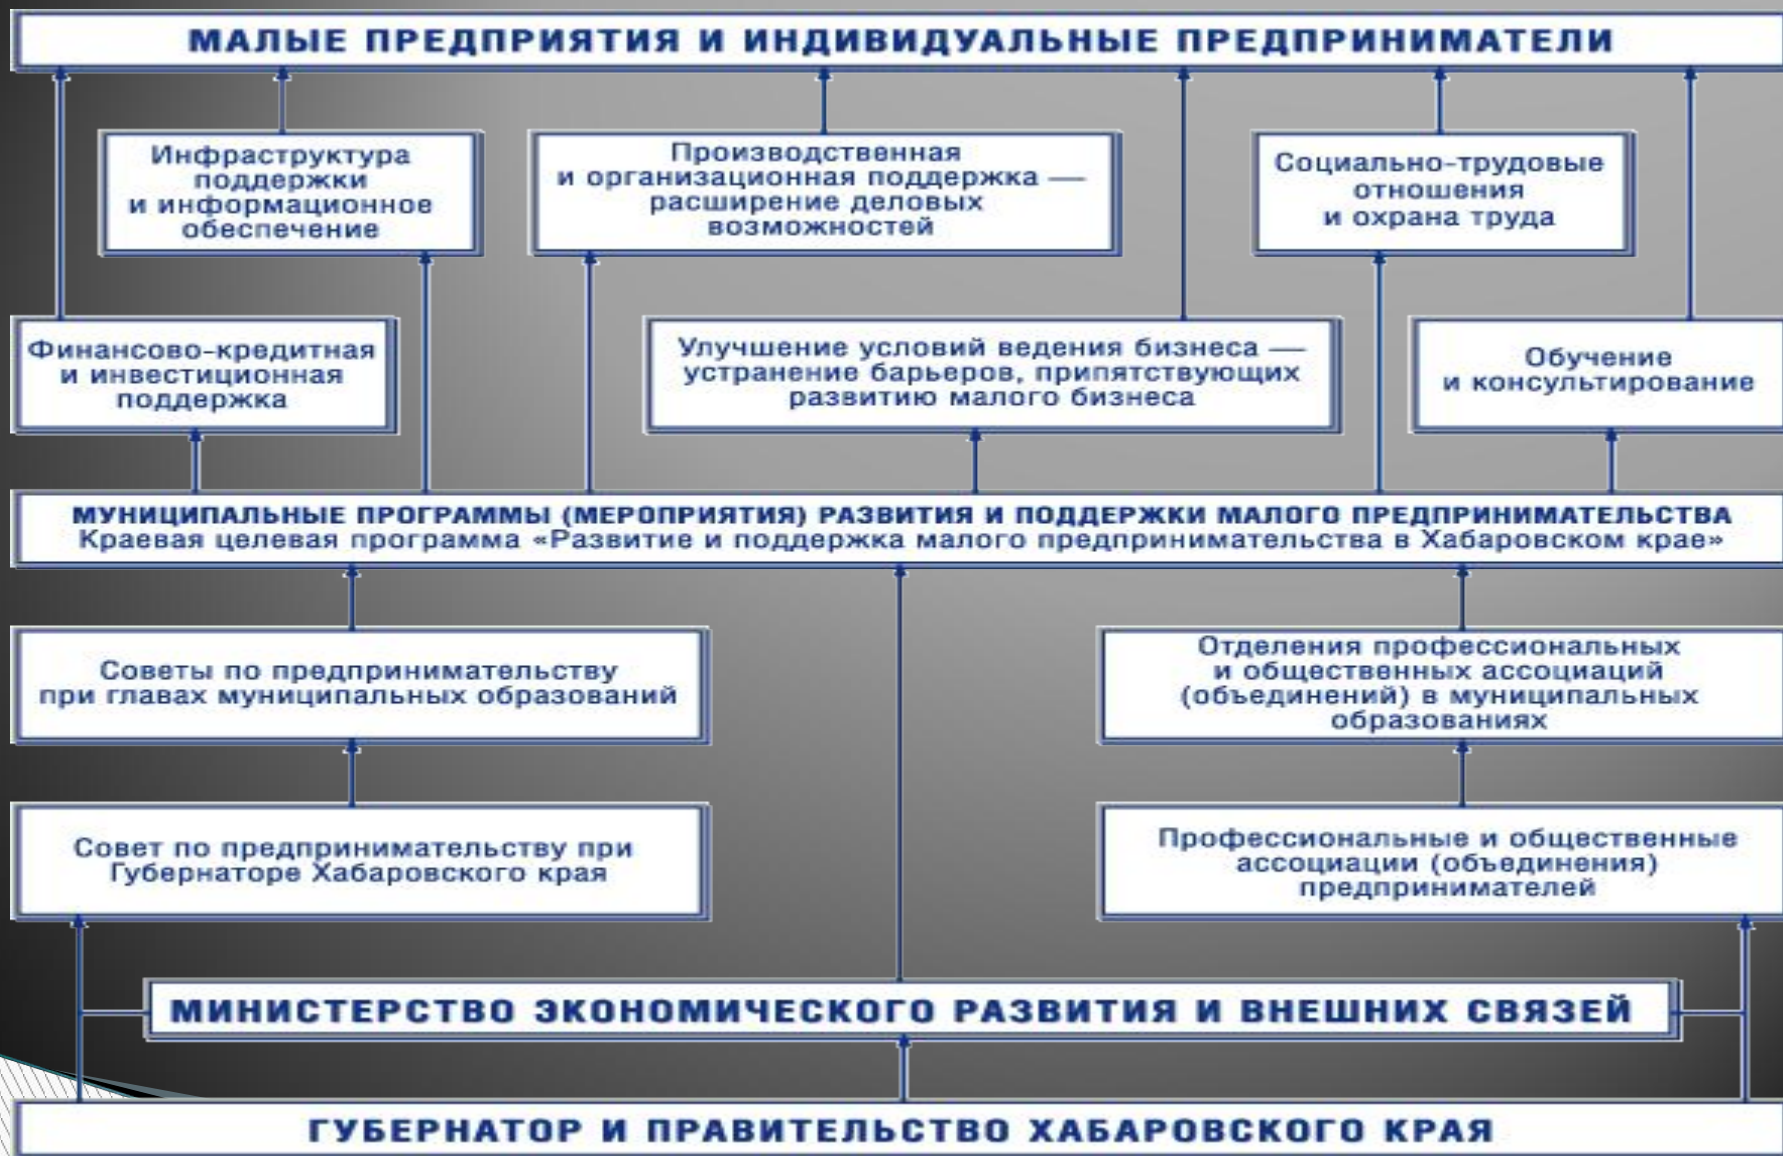 МАЛЫЕ ПРЕДПРИЯТИЯ И ИНДИВИДУАЛЬНЫЕ ПРЕДПРИНИМАТЕЛИ
Инфраструктура
поддержки
и информационное
обеспечение
Производственная
и организационная поддержка —
расширение деловых
возможностей
Социально-трудовые
отношения
и охрана труда
Финансово-кредитная
и инвестиционная
поддержка
Улучшение условий ведения бизнеса —
устранение барьеров, припятствующих
развитию малого бизнеса
Обучение
и консультирование
МУНИЦИПАЛЬНЫЕ ПРОГРАММЫ (МЕРОПРИЯТИЯ) РАЗВИТИЯ И ПОДДЕРЖКИ МАЛОГО ПРЕДПРИНИМАТЕЛЬСТВА
Краевая целевая программа «Развитие и поддержка малого предпринимательства в Хабаровском крае»
Советы по предпринимательству
при главах муниципальных образований
Отделения профессиональных
и общественных ассоциаций
(объединений) в муниципальных
образованиях
Совет по предпринимательству при
Губернаторе Хабаровского края
Профессиональные и общественные
ассоциации (объединения)
предпринимателей
МИНИСТЕРСТВО ЭКОНОМИЧЕСКОГО РАЗВИТИЯ И ВНЕШНИХ СВЯЗЕЙ
ГУБЕРНАТОР И ПРАВИТЕЛЬСТВО ХАБАРОВСКОГО КРАЯ